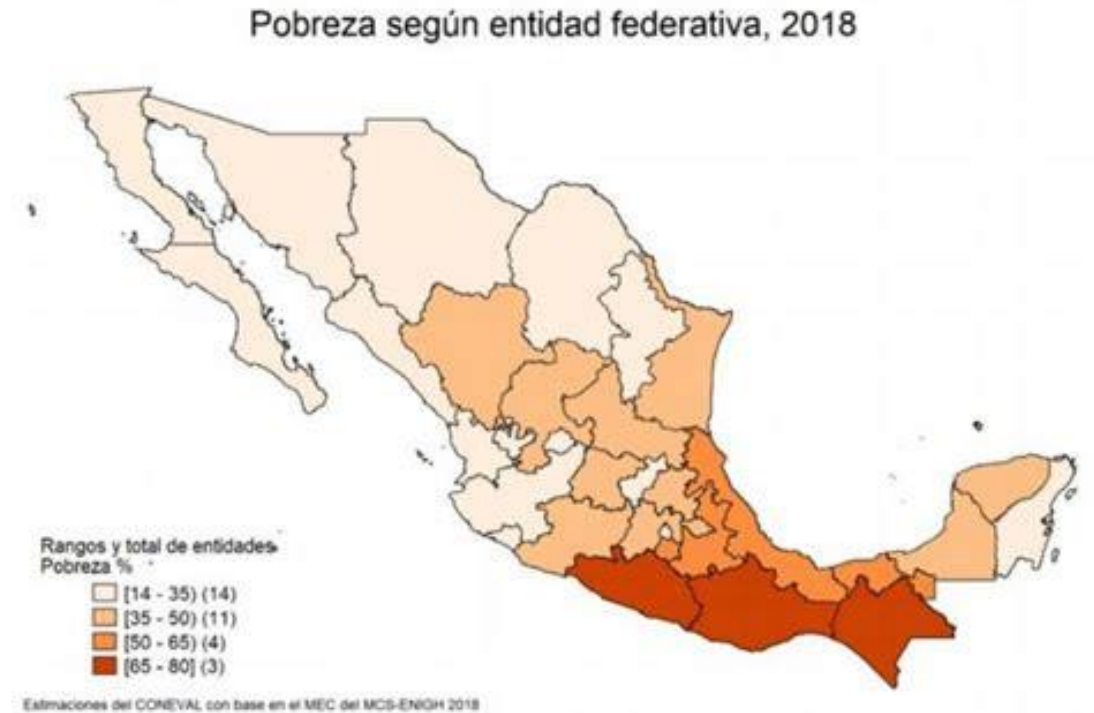 Pobreza según entidad federativa, 2018
Rangos y total de entidades
Pobreza %
[14 - 35) (14)
[35 - 50) (11)
[50 - 65) (4)
[65 - 80] (3)
Estimaciones del CONEVAL con base en el MEC del MCS-ENIGH 2018